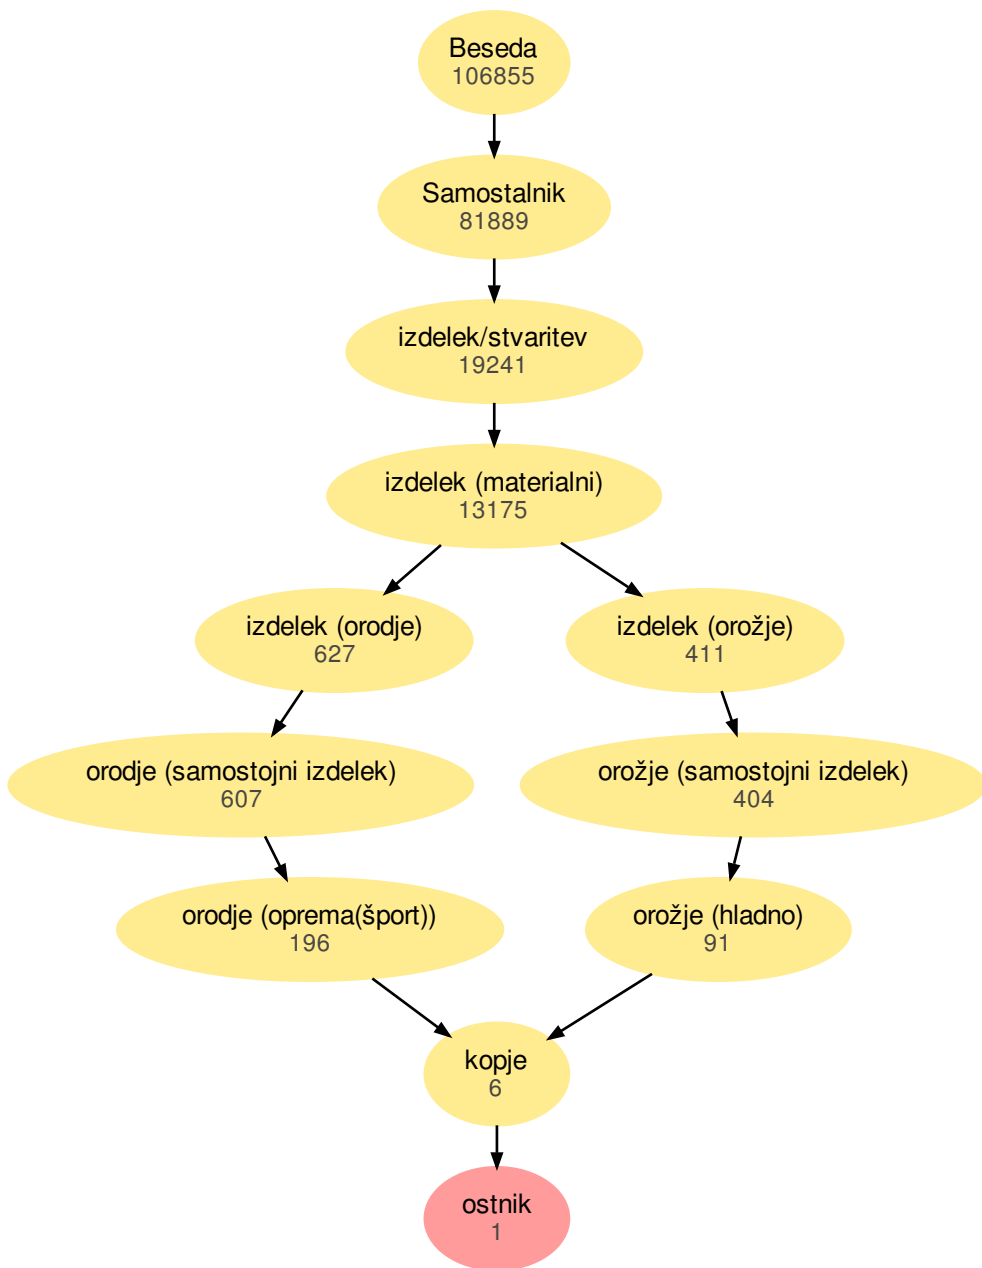 Beseda
106855
Samostalnik
81889
izdelek/stvaritev
19241
izdelek (materialni)
13175
izdelek (orodje)
627
izdelek (orožje)
411
orodje (samostojni izdelek)
607
orožje (samostojni izdelek)
404
orodje (oprema(šport))
196
orožje (hladno)
91
kopje
6
ostnik
1